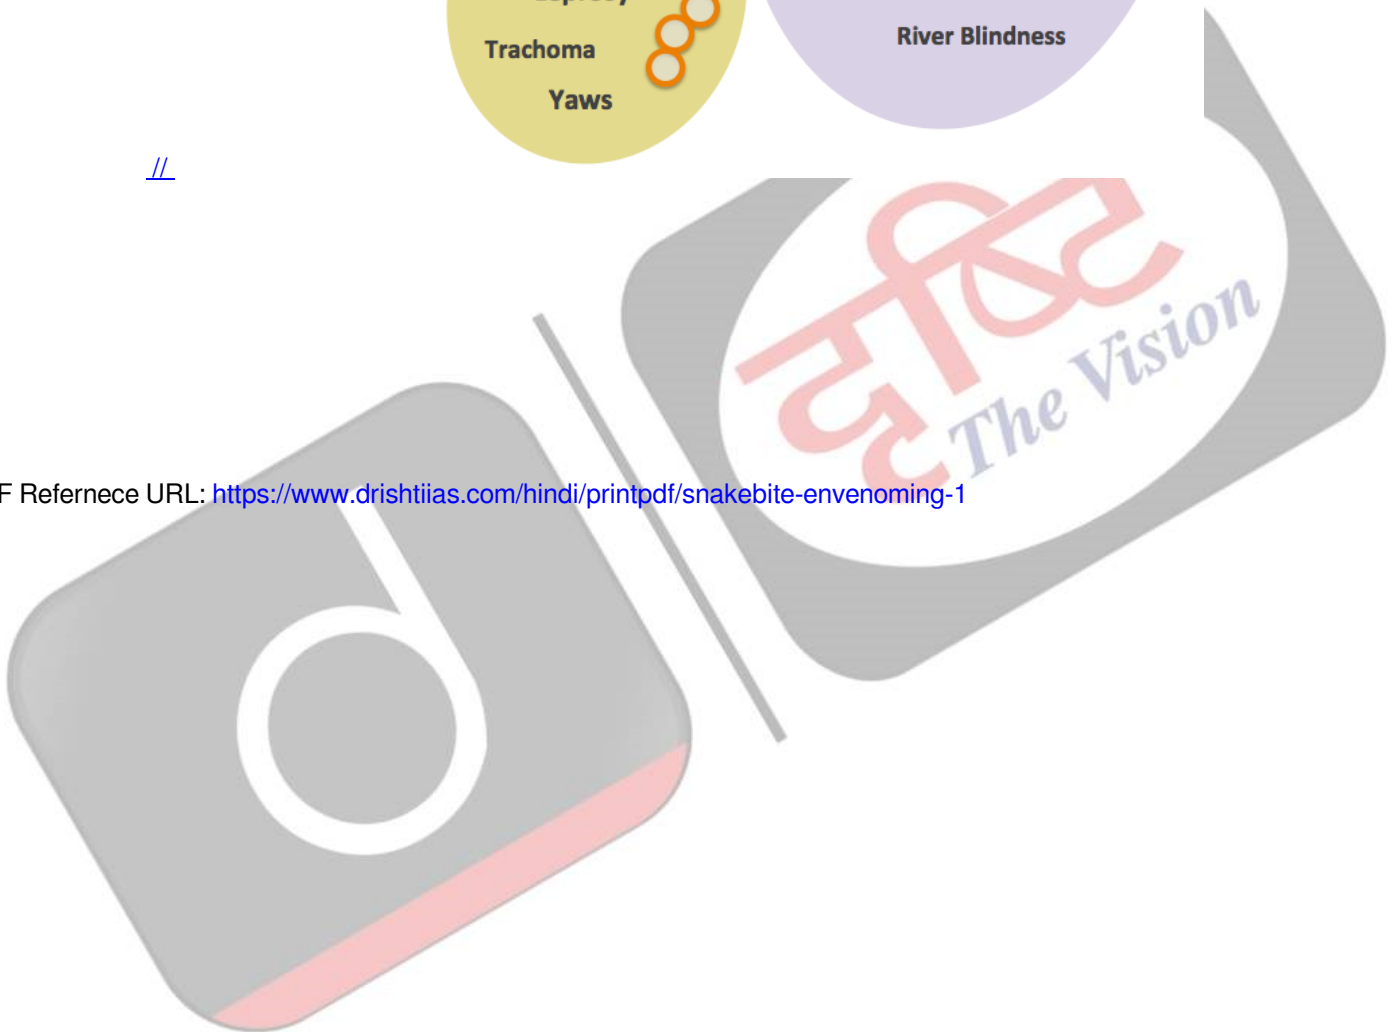 Trachoma
Yaws
River Blindness
//
F Refernece URL: https://www.drishtiias.com/hindi/printpdf/snakebite-envenoming-1
दृष्टि
The Vision